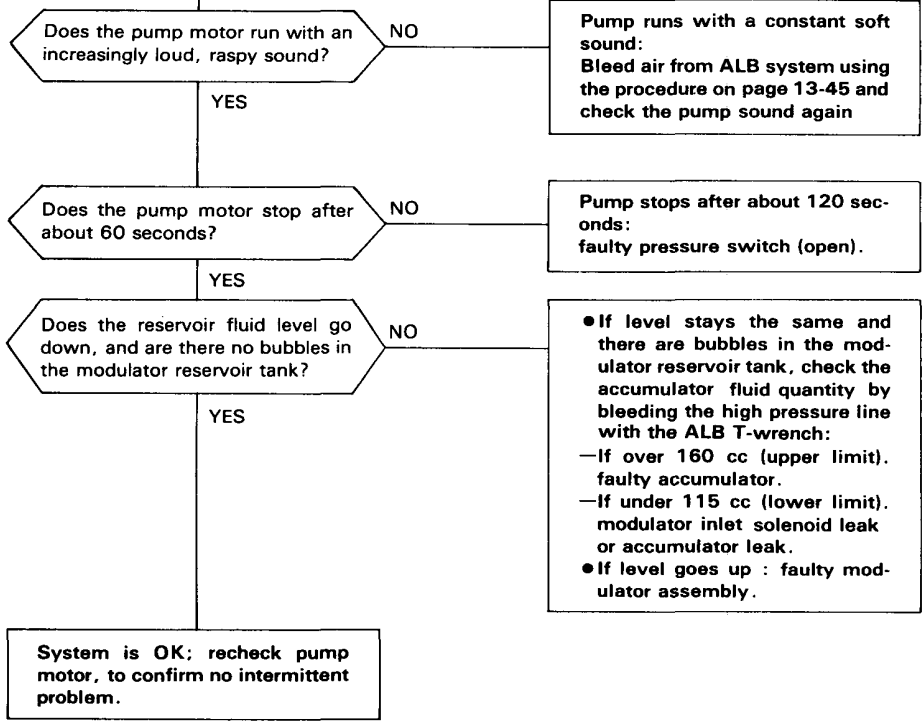 Does the pump motor run with an
increasingly loud, raspy sound?
NO
Pump runs with a constant soft
sound:
Bleed air from ALB system using
the procedure on page 13-45 and
check the pump sound again
YES
Does the pump motor stop after
about 60 seconds?
NO
Pump stops after about 120 sec-
onds:
faulty pressure switch (open).
YES
Does the reservoir fluid level go
down, and are there no bubbles in
the modulator reservoir tank?
NO
●If level stays the same and
there are bubbles in the mod-
ulator reservoir tank, check the
accumulator fluid quantity by
bleeding the high pressure line
with the ALB T-wrench:
—If over 160 cc (upper limit).
faulty accumulator.
—If under 115 cc (lower limit).
modulator inlet solenoid leak
or accumulator leak.
●If level goes up : faulty mod-
ulator assembly.
YES
System is OK; recheck pump
motor, to confirm no intermittent
problem.